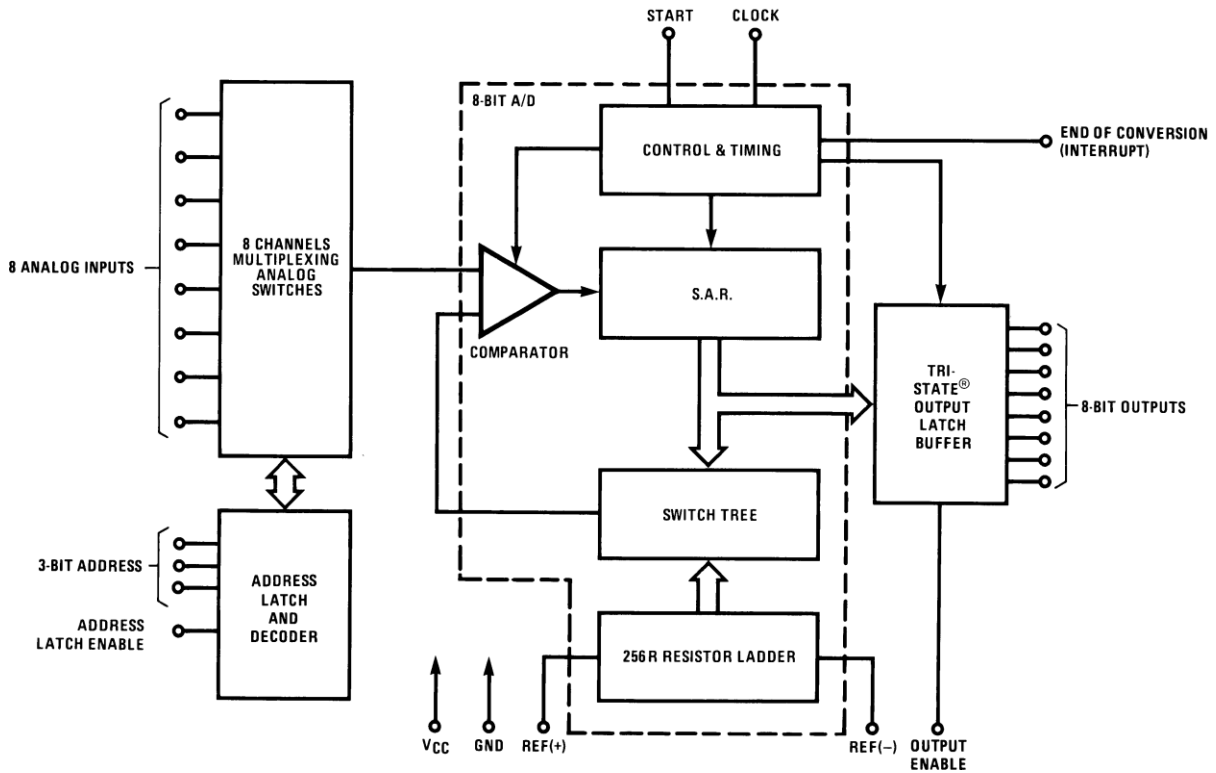 START
CLOCK
8-BIT A/D
CONTROL & TIMING
END OF CONVERSION
(INTERRUPT)
8 ANALOG INPUTS
8 CHANNELS
MULTIPLEXING
ANALOG
SWITCHES
S.A.R.
COMPARATOR
TRI-
STATE®
OUTPUT
LATCH
BUFFER
8-BIT OUTPUTS
SWITCH TREE
3-BIT ADDRESS
ADDRESS
LATCH ENABLE
ADDRESS
LATCH
AND
DECODER
256R RESISTOR LADDER
VCC
GND
REF(+)
REF(−)
OUTPUT
ENABLE